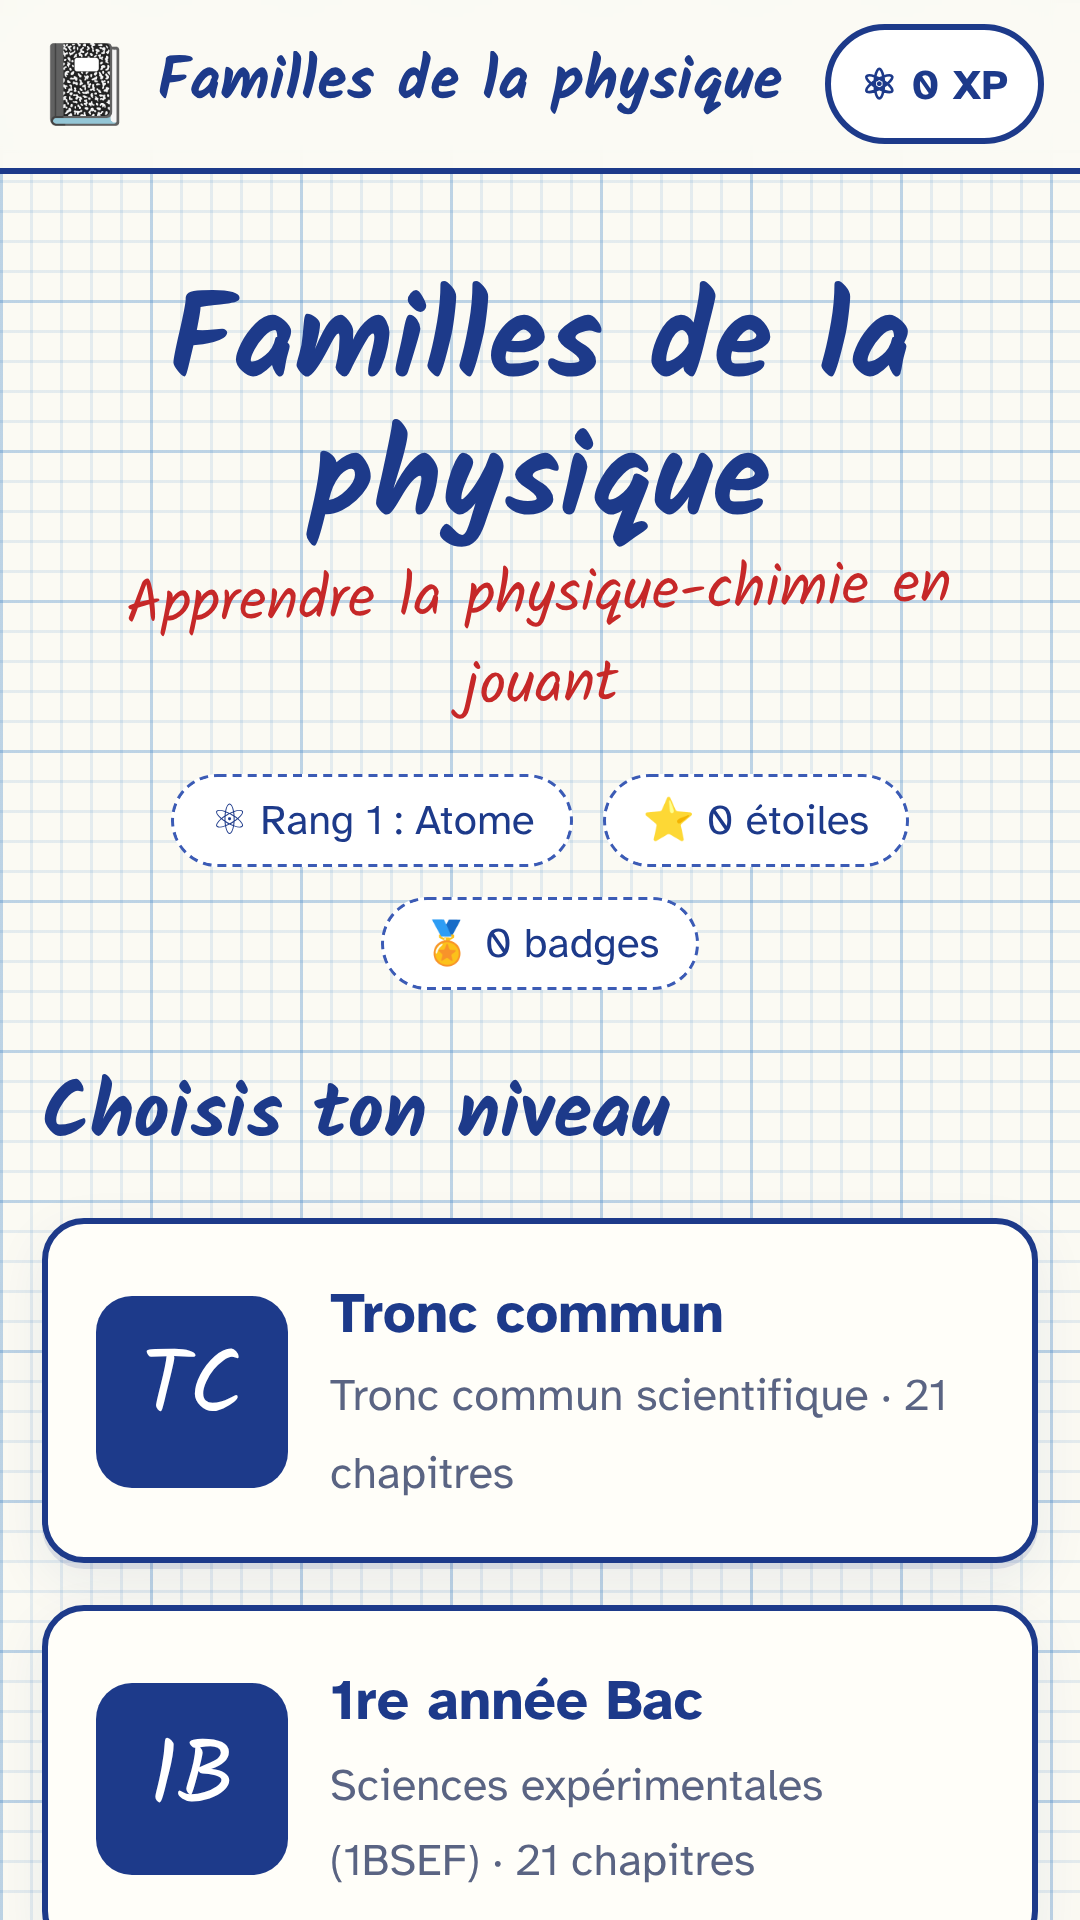 Familles de la physique
⚛ 0 XP
Familles de la
physique
Apprendre la physique-chimie en
jouant
⚛ Rang 1 : Atome
⭐ 0 étoiles
🏅 0 badges
Choisis ton niveau
TC
Tronc commun
Tronc commun scientifique · 21
chapitres
1B
1re année Bac
Sciences expérimentales
(1BSEF) · 21 chapitres